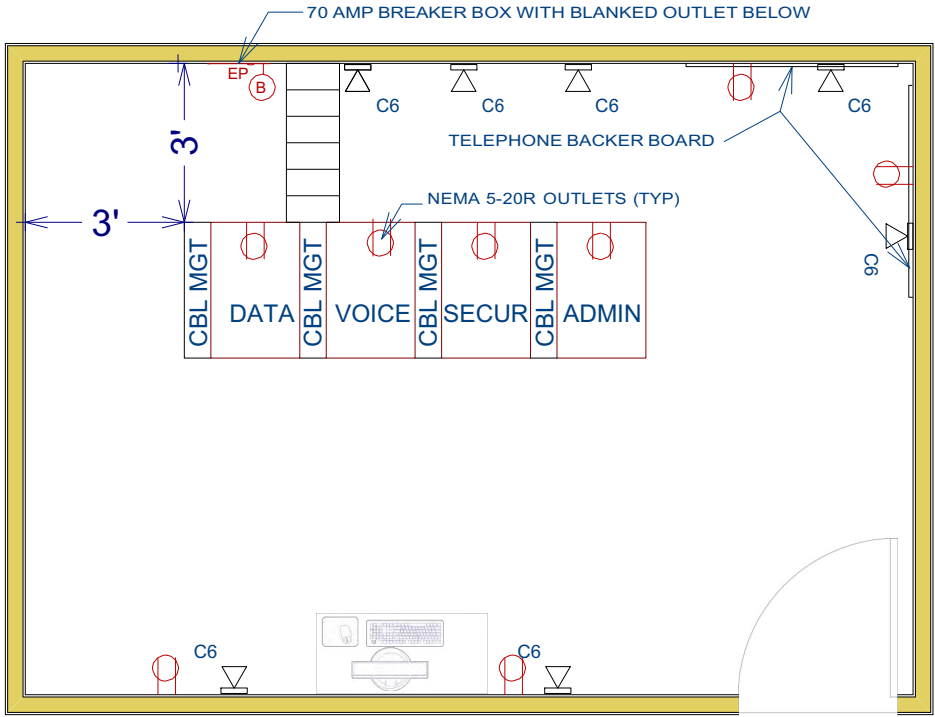 70 AMP BREAKER BOX WITH BLANKED OUTLET BELOW
EP
B
C6
C6
C6
C6
TELEPHONE BACKER BOARD
3'
3'
NEMA 5-20R OUTLETS (TYP)
C6
CBL MGT
DATA
CBL MGT
VOICE
CBL MGT
SECUR
CBL MGT
ADMIN
C6
C6